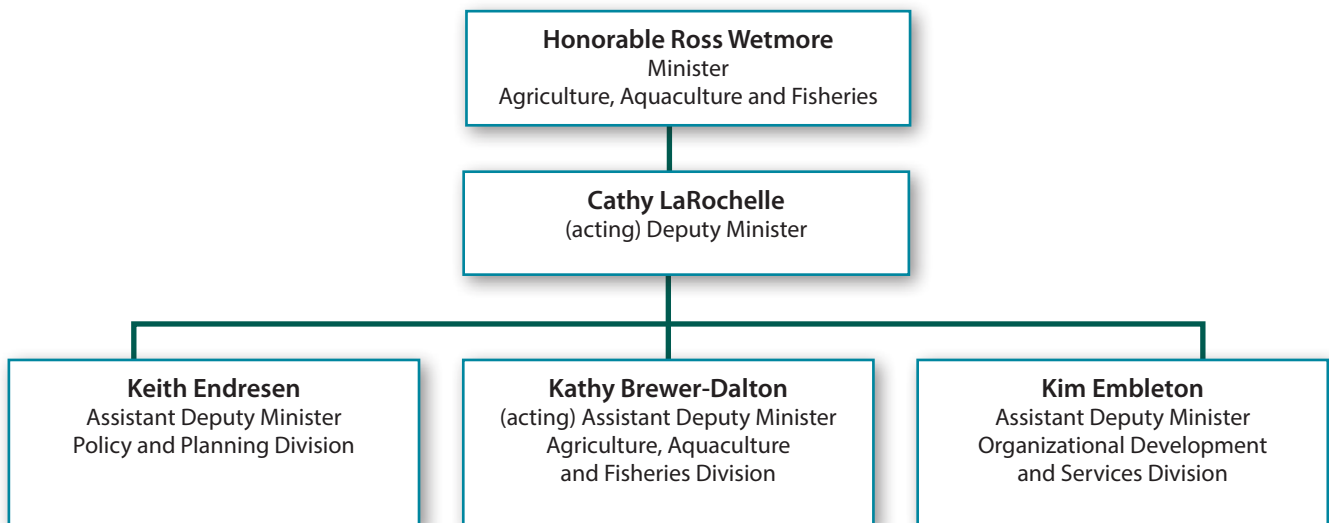 Honorable Ross Wetmore
Minister
Agriculture, Aquaculture and Fisheries
Cathy LaRochelle
(acting) Deputy Minister
Keith Endresen
Assistant Deputy Minister
Policy and Planning Division
Kathy Brewer-Dalton
(acting) Assistant Deputy Minister
Agriculture, Aquaculture
and Fisheries Division
Kim Embleton
Assistant Deputy Minister
Organizational Development
and Services Division